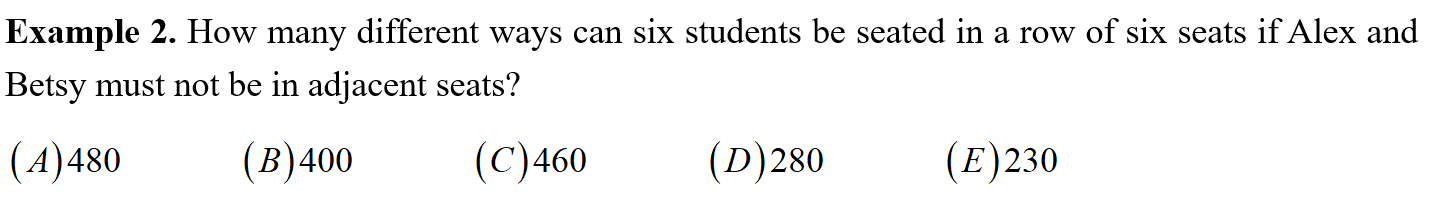 Example 2. How many different ways can six students be seated in a row of six seats if Alex and
Betsy must not be in adjacent seats?
(A)480 (B)400 (C)460 (D)280 (E)230